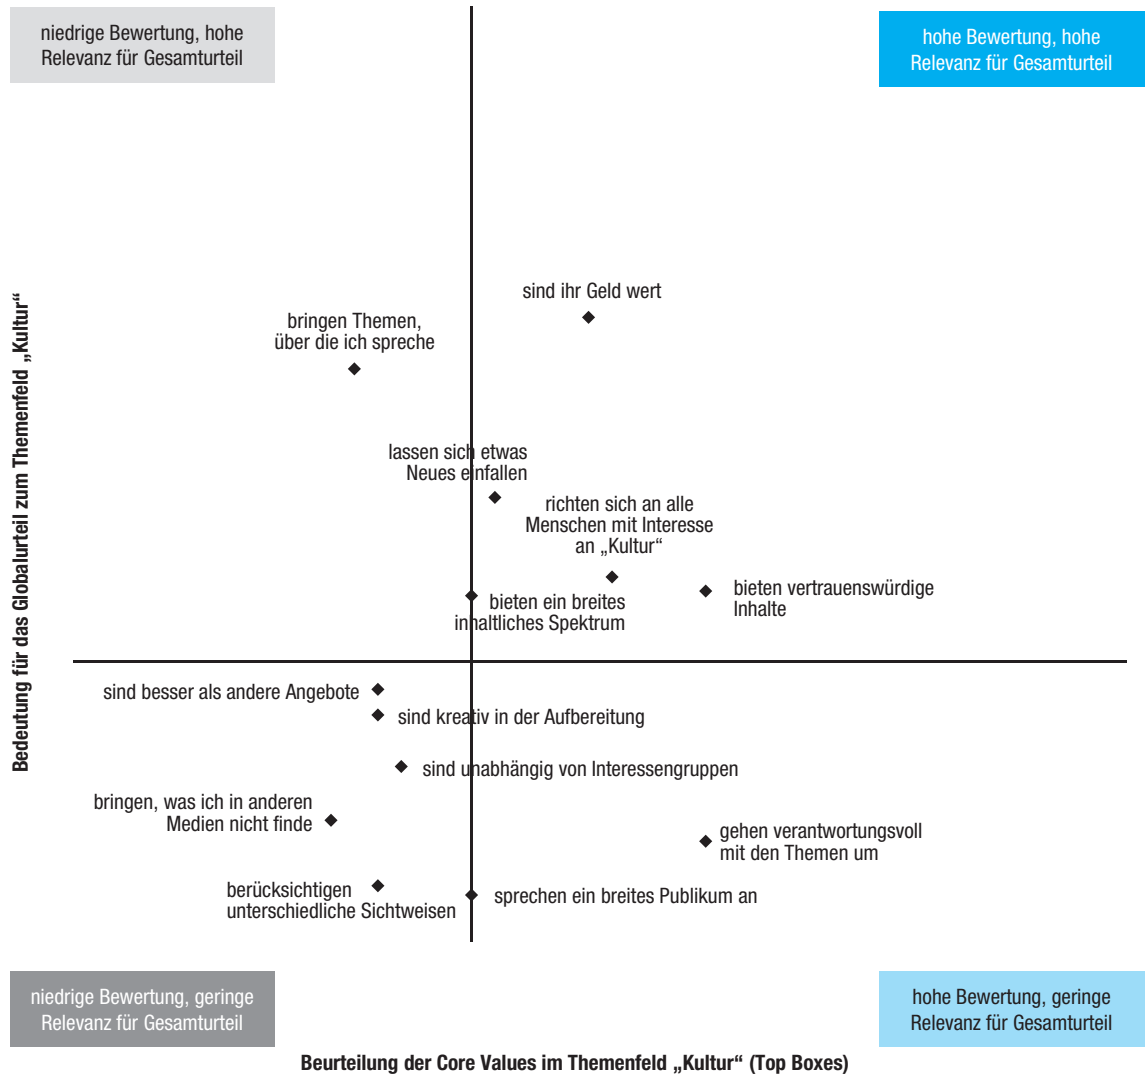 niedrige Bewertung, hohe
Relevanz für Gesamturteil
hohe Bewertung, hohe
Relevanz für Gesamturteil
sind ihr Geld wert
bringen Themen,
über die ich spreche
lassen sich etwas
Neues einfallen
richten sich an alle
Menschen mit Interesse
an „Kultur“
bieten vertrauenswürdige
Inhalte
bieten ein breites
inhaltliches Spektrum
sind besser als andere Angebote
sind kreativ in der Aufbereitung
sind unabhängig von Interessengruppen
bringen, was ich in anderen
Medien nicht finde
gehen verantwortungsvoll
mit den Themen um
berücksichtigen
unterschiedliche Sichtweisen
sprechen ein breites Publikum an
Bedeutung für das Globalurteil zum Themenfeld „Kultur“
niedrige Bewertung, geringe
Relevanz für Gesamturteil
hohe Bewertung, geringe
Relevanz für Gesamturteil
Beurteilung der Core Values im Themenfeld „Kultur“ (Top Boxes)